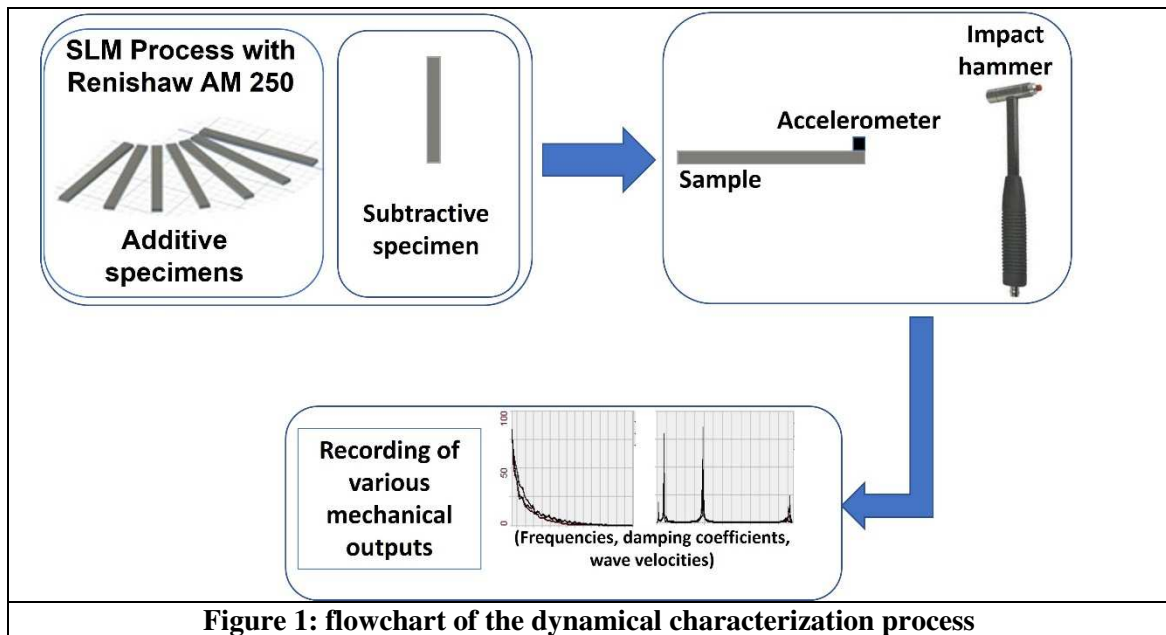 SLM Process with
Renishaw AM 250
Additive
specimens
Subtractive
specimen
Impact
hammer
Accelerometer
Sample
Recording of
various
mechanical
outputs
100
50
0
(Frequencies, damping coefficients,
wave velocities)
Figure 1: flowchart of the dynamical characterization process